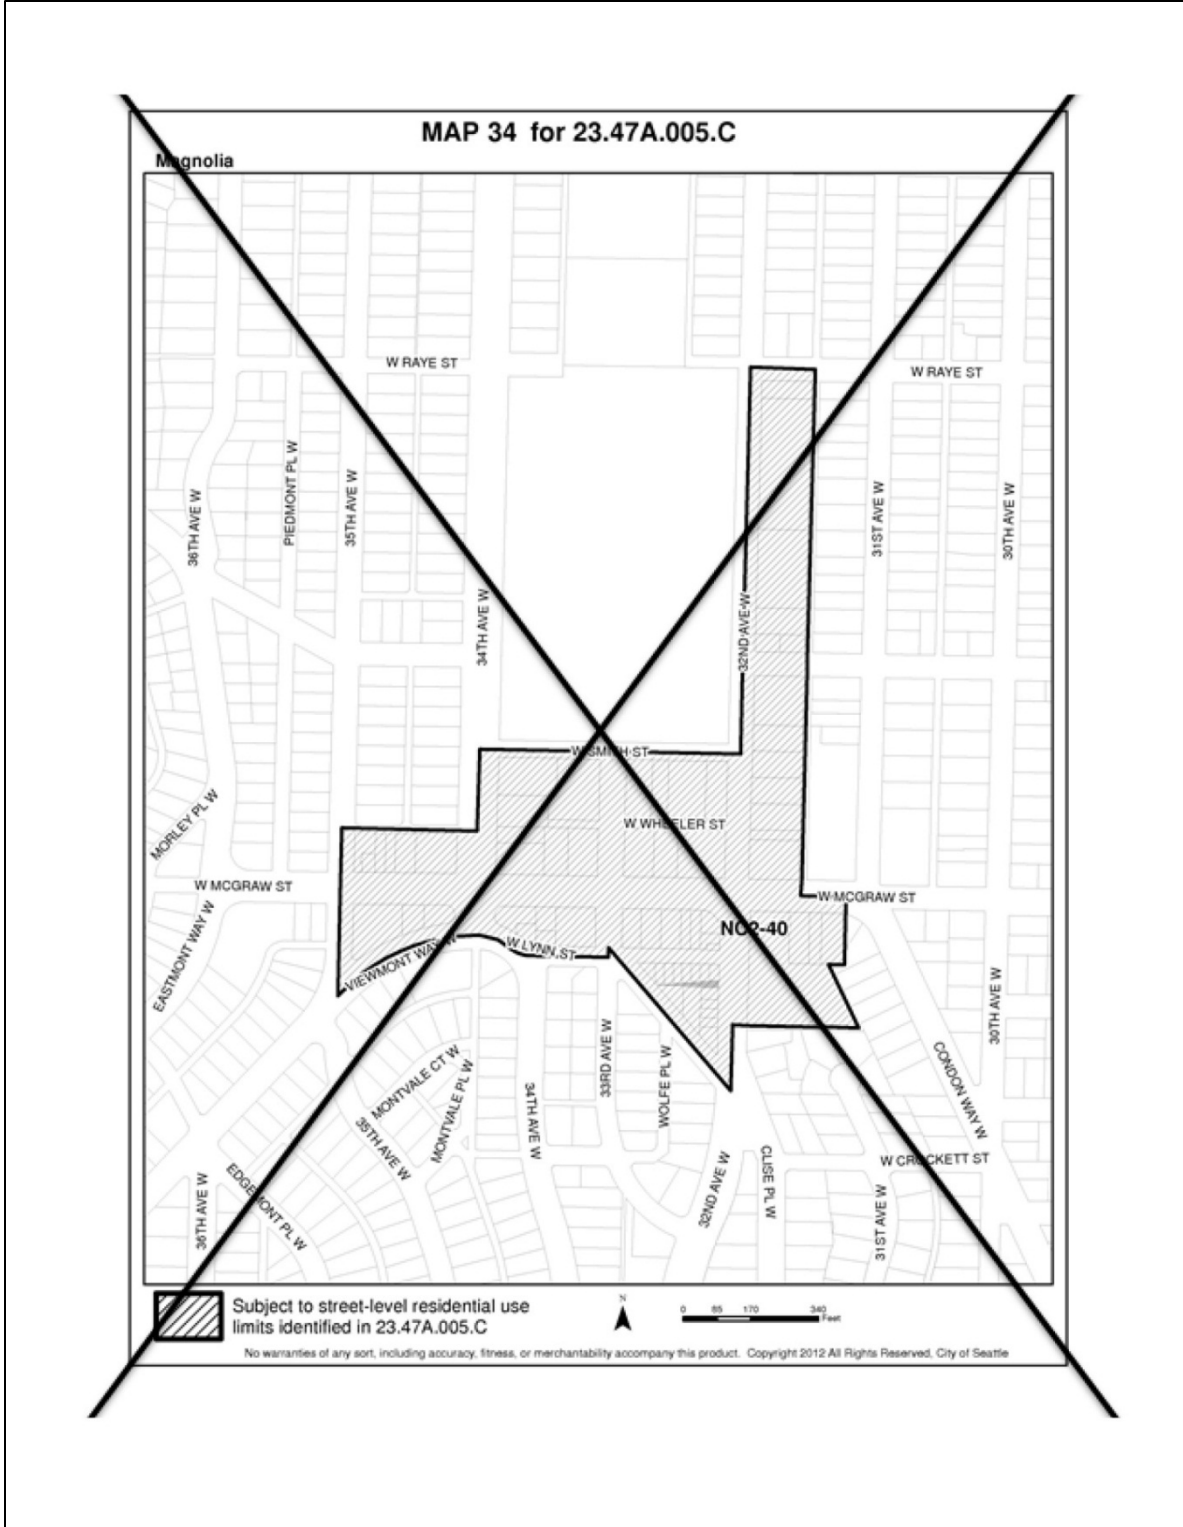 MAP 34 for 23.47A.005.C
Magnolia
W RAYE ST
W RAYE ST
36TH AVE W
PIEDMONT PL W
35TH AVE W
31ST AVE W
30TH AVE W
34TH AVE W
32ND AVE W
W SMITH ST
MORLEY PL W
W WHEELER ST
W MCGRAW ST
W MCGRAW ST
EASTMONT WAY W
VIEWMONT WAY W
W LYNN ST
NC2-40
30TH AVE W
MONTVALE CT W
MONTVALE PL W
33RD AVE W
WOLFE PL W
CONDON WAY W
35TH AVE W
34TH AVE W
36TH AVE W
EDGEMONT PL W
32ND AVE W
CLISE PL W
W CROCKETT ST
31ST AVE W
Subject to street-level residential use
limits identified in 23.47A.005.C
N
0 85 170 340
Feet
No warranties of any sort, including accuracy, fitness, or merchantability accompany this product. Copyright 2012 All Rights Reserved, City of Seattle